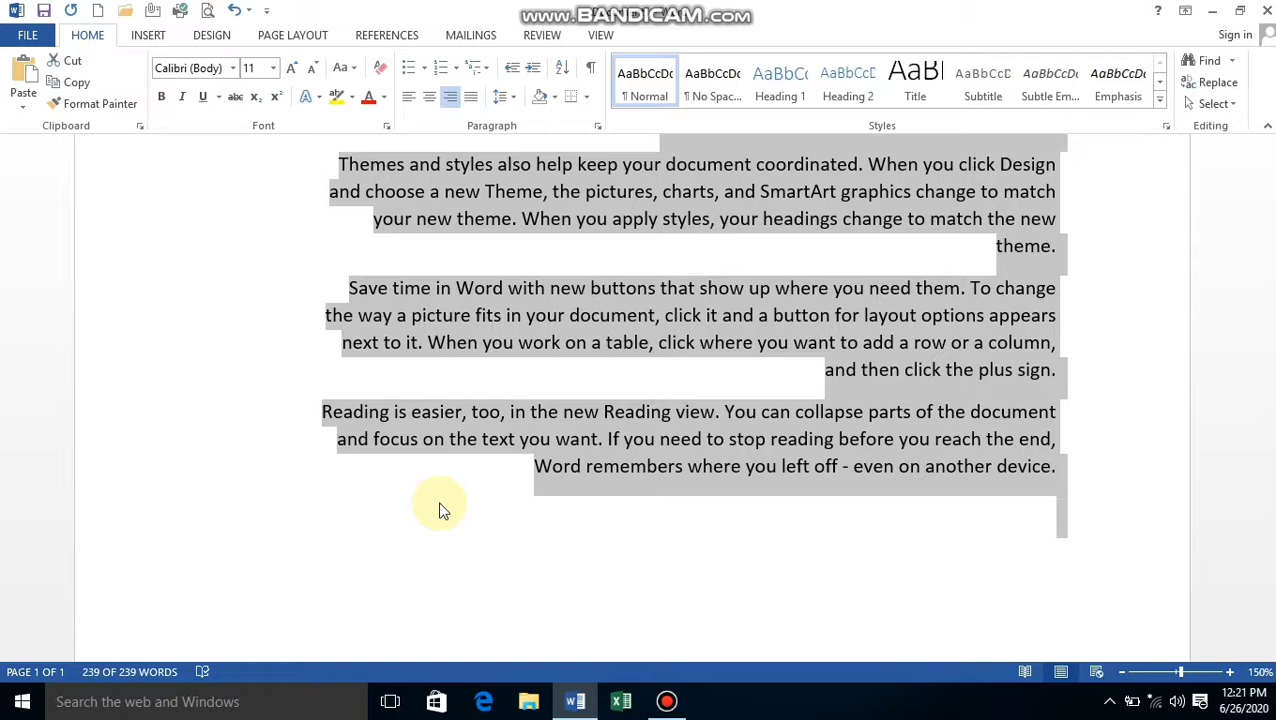 www.BANDICAM.com
FILE HOME INSERT DESIGN PAGE LAYOUT REFERENCES MAILINGS REVIEW VIEW Sign in
Paste Cut Copy Format Painter
Calibri (Body) 11 Aa
B I U abc X₂ X² A A
AaBbCcDc AaBbCcDc AaBbCc AaBbCcD AaBb AaBbCcD AaBbCcDc AaBbCcDc
¶ Normal ¶ No Spac... Heading 1 Heading 2 Title Subtitle Subtle Em... Emphasis
Find
Replace
Select
Clipboard Font Paragraph Styles Editing
Themes and styles also help keep your document coordinated. When you click Design
and choose a new Theme, the pictures, charts, and SmartArt graphics change to match
your new theme. When you apply styles, your headings change to match the new
theme.
Save time in Word with new buttons that show up where you need them. To change
the way a picture fits in your document, click it and a button for layout options appears
next to it. When you work on a table, click where you want to add a row or a column,
and then click the plus sign.
Reading is easier, too, in the new Reading view. You can collapse parts of the document
and focus on the text you want. If you need to stop reading before you reach the end,
Word remembers where you left off - even on another device.
PAGE 1 OF 1 239 OF 239 WORDS 150%
Search the web and Windows
12:21 PM
6/26/2020